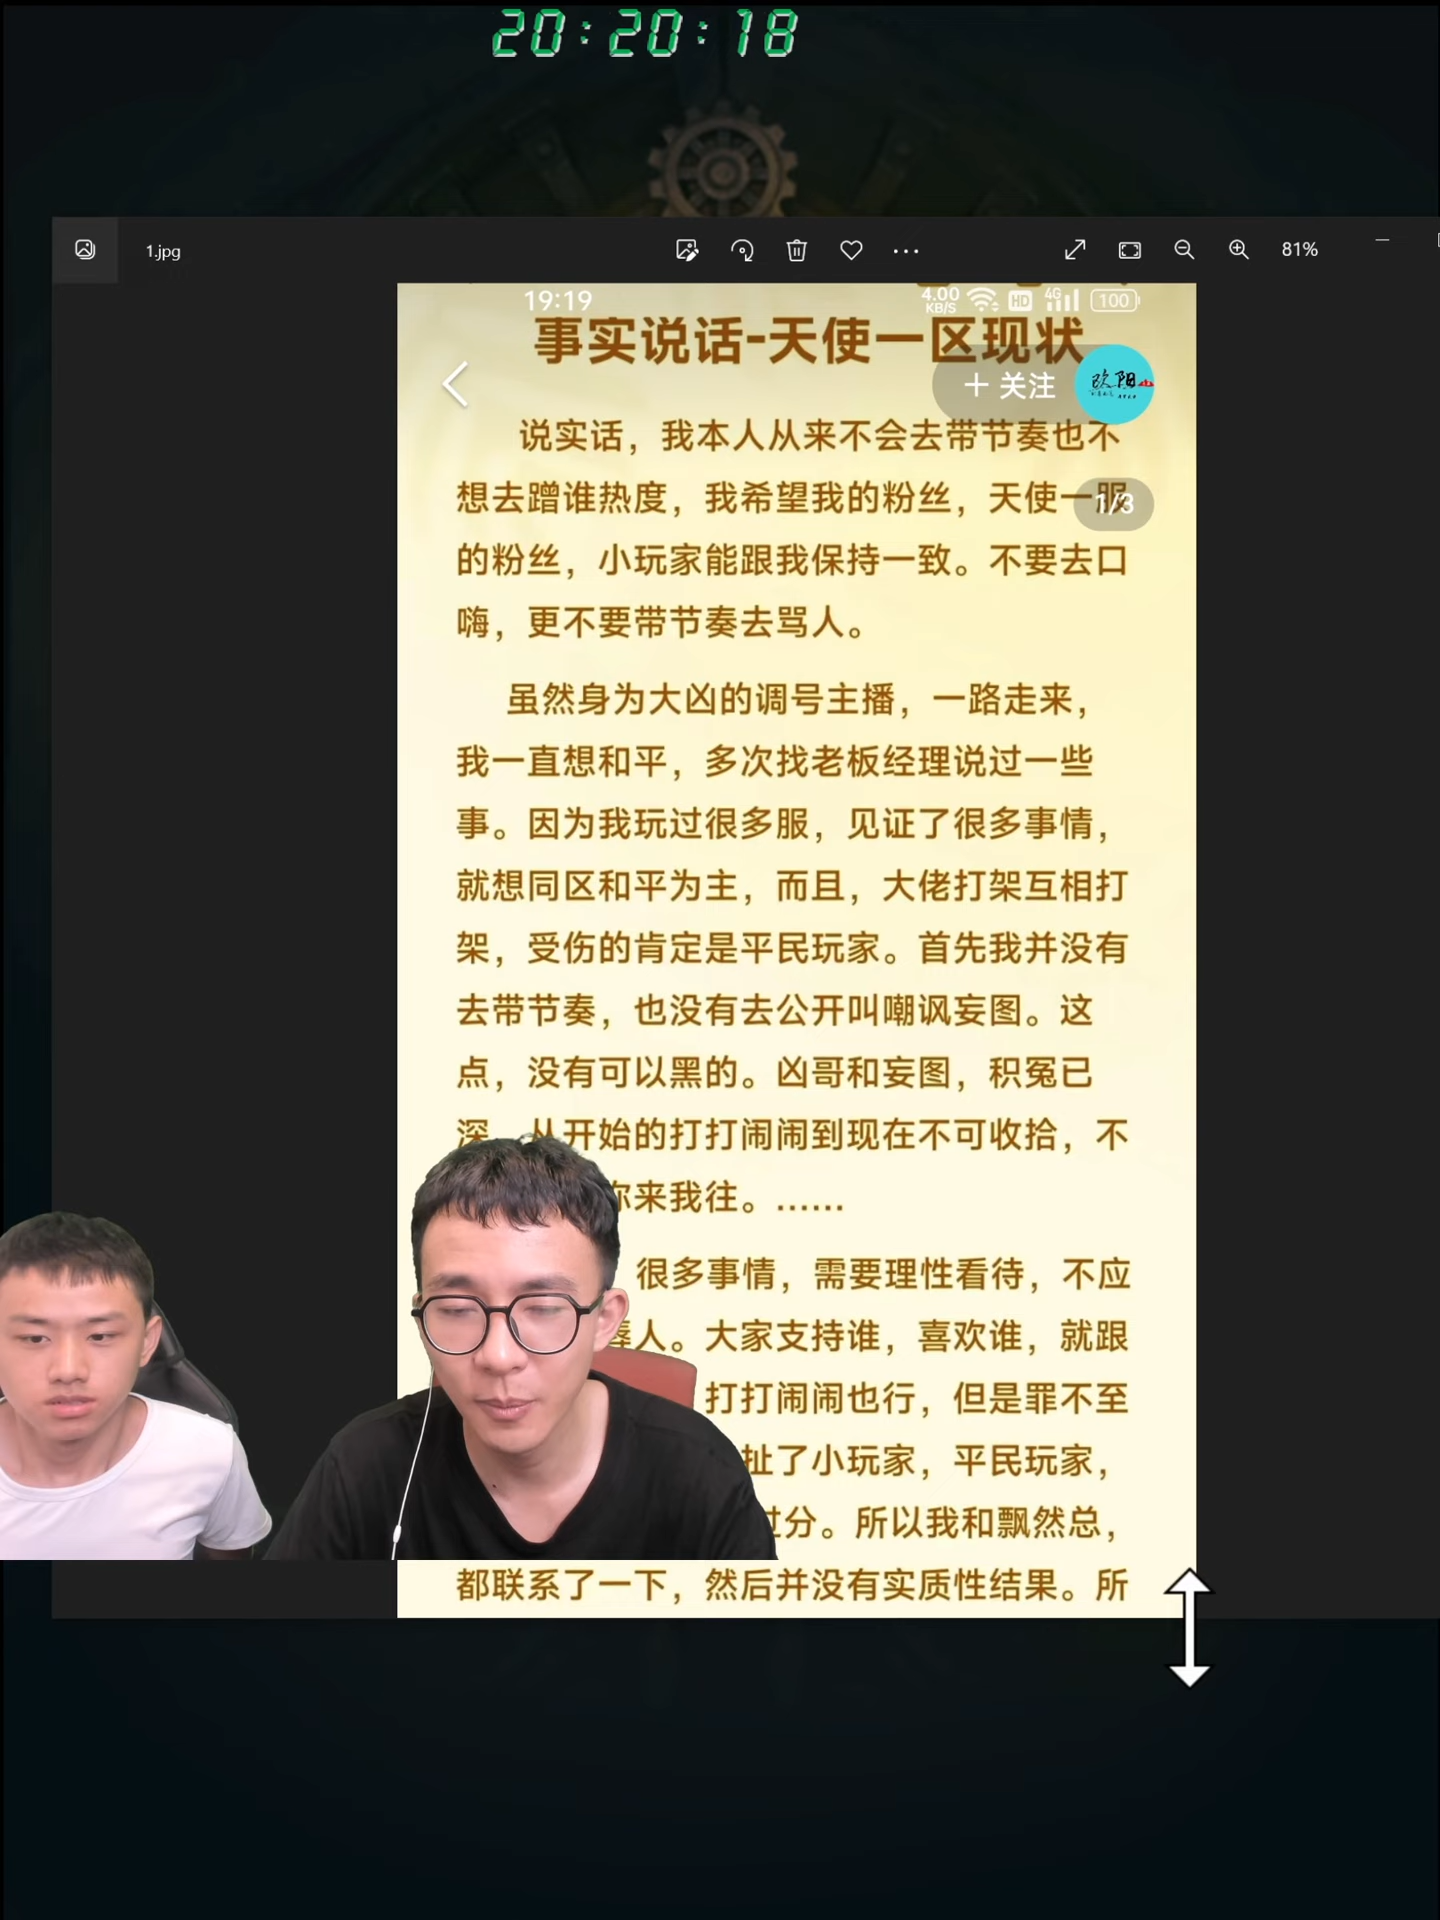 20:20:18
1.jpg
81%
19:19
4.00 KB/S HD 4G 100
事实说话-天使一区现状
+ 关注
欧阳
说实话，我本人从来不会去带节奏也不
想去蹭谁热度，我希望我的粉丝，天使一服
1/3
的粉丝，小玩家能跟我保持一致。不要去口
嗨，更不要带节奏去骂人。
虽然身为大凶的调号主播，一路走来，
我一直想和平，多次找老板经理说过一些
事。因为我玩过很多服，见证了很多事情，
就想同区和平为主，而且，大佬打架互相打
架，受伤的肯定是平民玩家。首先我并没有
去带节奏，也没有去公开叫嘲讽妄图。这
点，没有可以黑的。凶哥和妄图，积冤已
深，从开始的打打闹闹到现在不可收拾，不
你来我往。……
很多事情，需要理性看待，不应
辱人。大家支持谁，喜欢谁，就跟
打打闹闹也行，但是罪不至
扯了小玩家，平民玩家，
过分。所以我和飘然总，
都联系了一下，然后并没有实质性结果。所